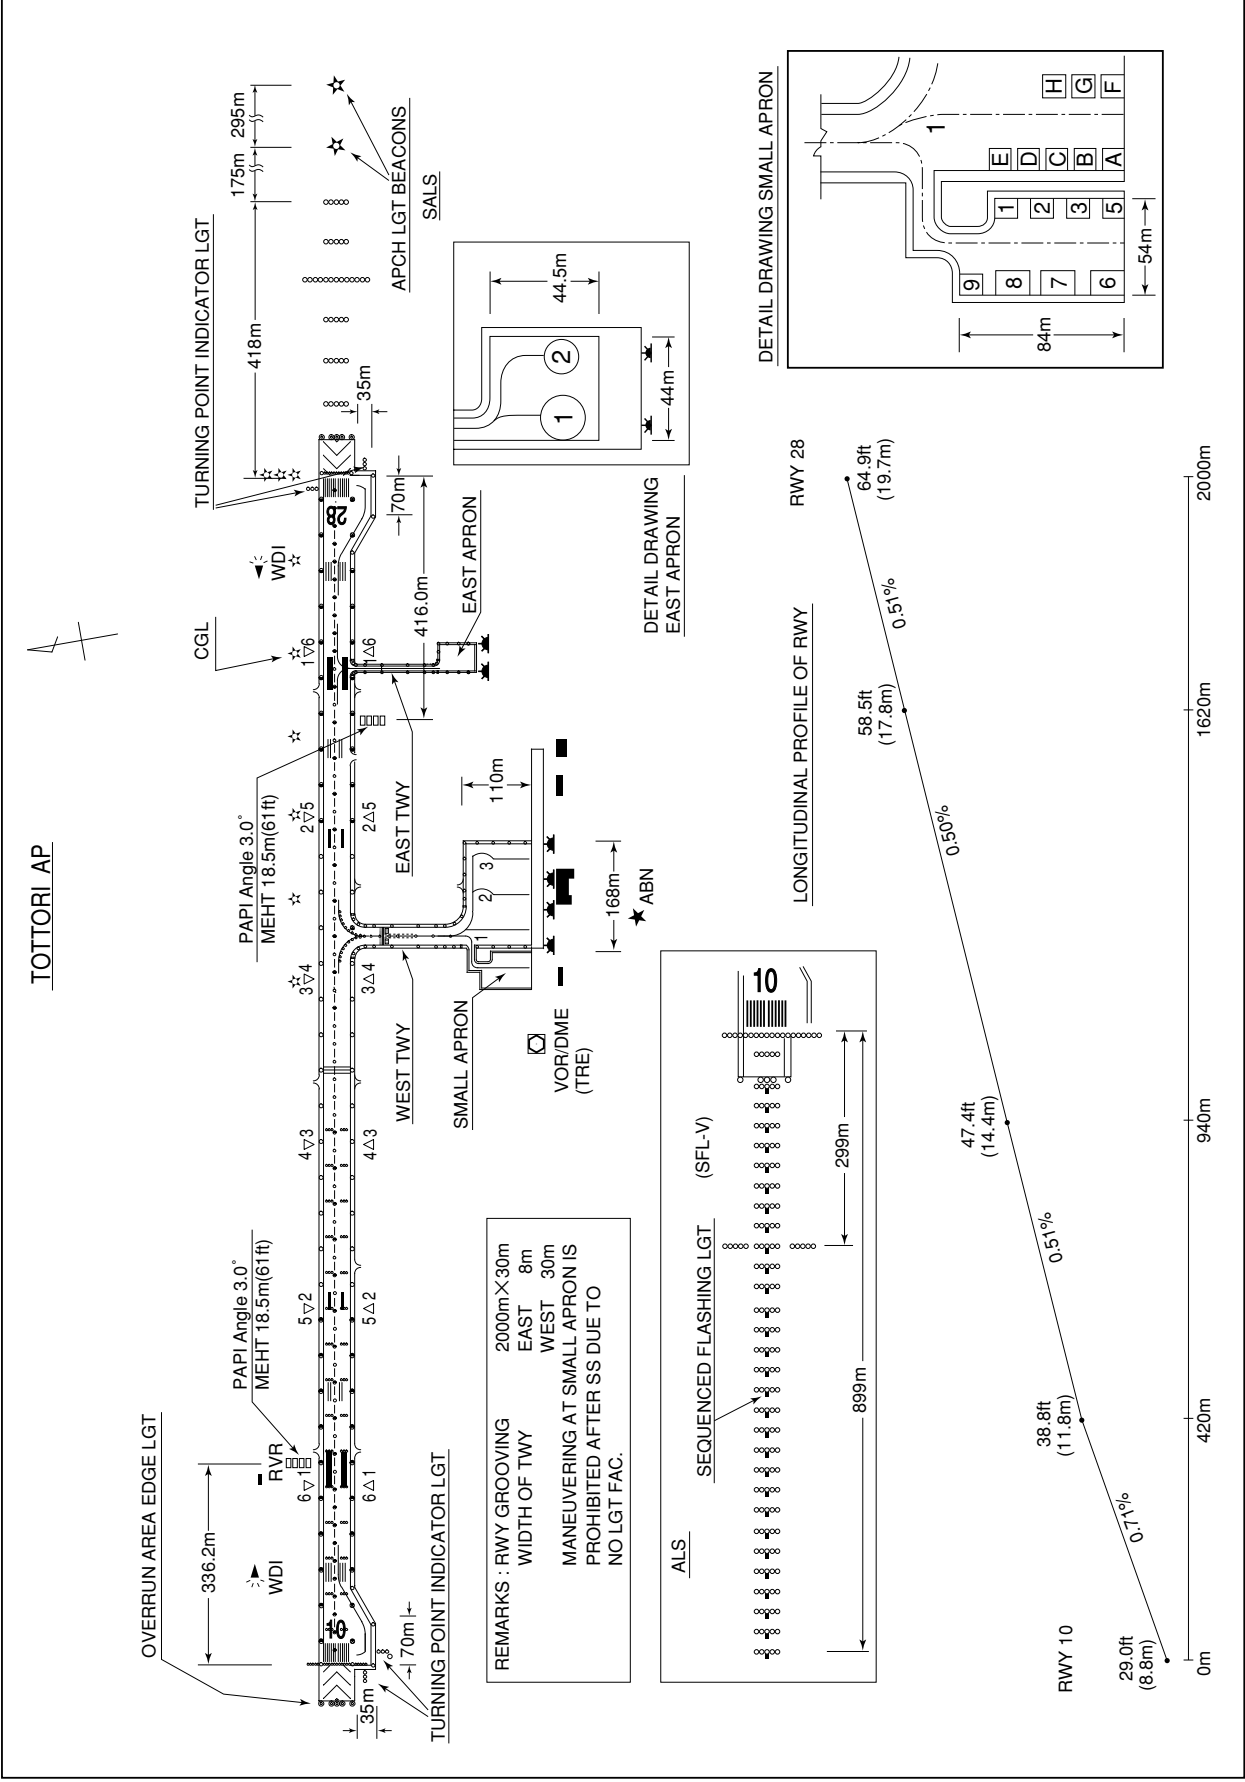 TOTTORI AP
OVERRUN AREA EDGE LGT
336.2m
WDI
RVR
PAPI Angle 3.0°
MEHT 18.5m(61ft)
PAPI Angle 3.0°
MEHT 18.5m(61ft)
CGL
WDI
TURNING POINT INDICATOR LGT
418m
175m
295m
APCH LGT BEACONS
SALS
6▽1
5▽2
4▽3
3▽4
2▽5
1▽6
10
28
6△1
5△2
4△3
3△4
2△5
1△6
35m
70m
TURNING POINT INDICATOR LGT
WEST TWY
SMALL APRON
EAST TWY
416.0m
EAST APRON
70m
35m
1
2
3
110m
168m
ABN
VOR/DME
(TRE)
1
2
44.5m
44m
DETAIL DRAWING
EAST APRON
REMARKS : RWY GROOVING 2000m×30m
WIDTH OF TWY EAST 8m
WEST 30m
MANEUVERING AT SMALL APRON IS
PROHIBITED AFTER SS DUE TO
NO LGT FAC.
ALS
SEQUENCED FLASHING LGT
(SFL-V)
10
299m
899m
DETAIL DRAWING SMALL APRON
1
E
D
C
B
A
H
G
F
1
2
3
5
9
8
7
6
84m
54m
LONGITUDINAL PROFILE OF RWY
RWY 10
RWY 28
29.0ft
(8.8m)
0.71%
38.8ft
(11.8m)
0.51%
47.4ft
(14.4m)
0.50%
58.5ft
(17.8m)
0.51%
64.9ft
(19.7m)
0m
420m
940m
1620m
2000m